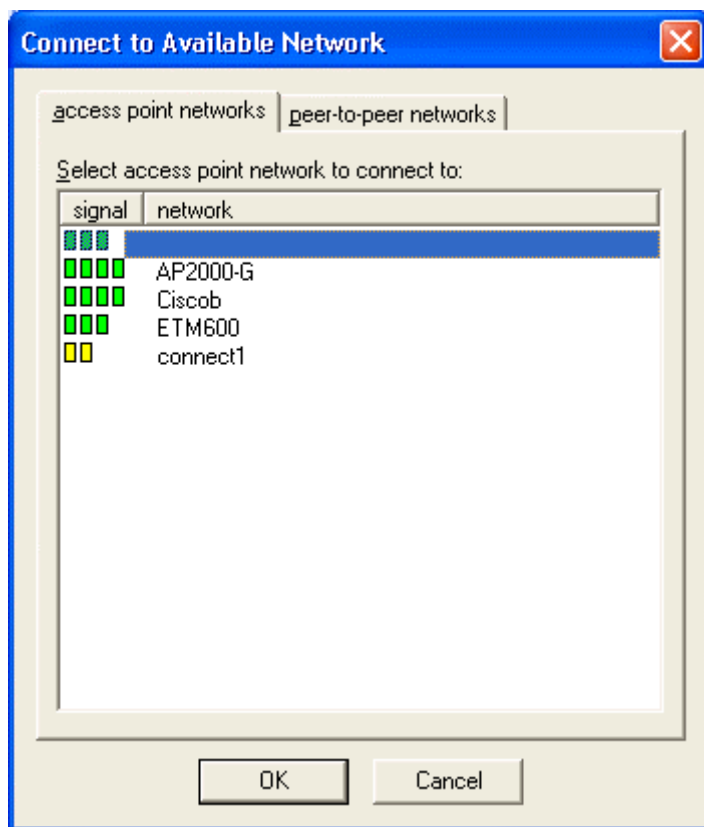 Connect to Available Network
access point networks peer-to-peer networks
Select access point network to connect to:
signal network
AP2000-G
Ciscob
ETM600
connect1
OK Cancel